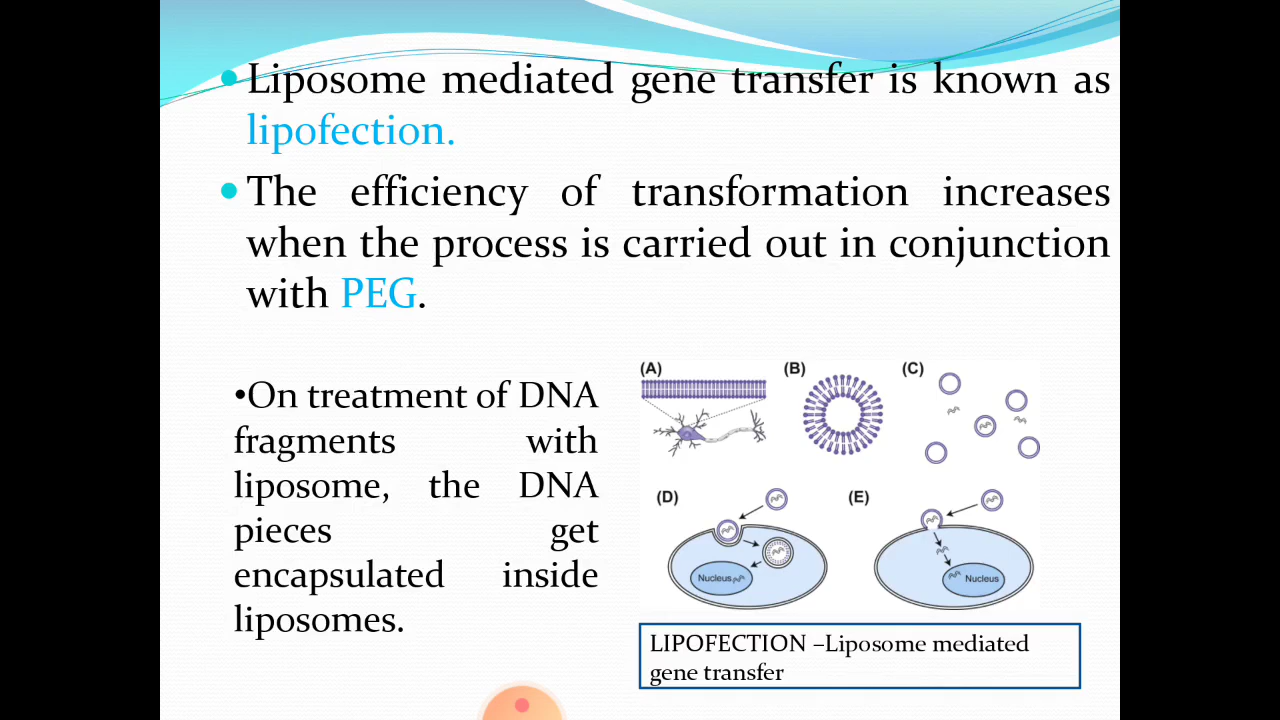 Liposome mediated gene transfer is known as
lipofection.
The efficiency of transformation increases
when the process is carried out in conjunction
with PEG.
•On treatment of DNA
fragments with
liposome, the DNA
pieces get
encapsulated inside
liposomes.
(A)
(B)
(C)
(D)
(E)
Nucleus
Nucleus
LIPOFECTION –Liposome mediated
gene transfer